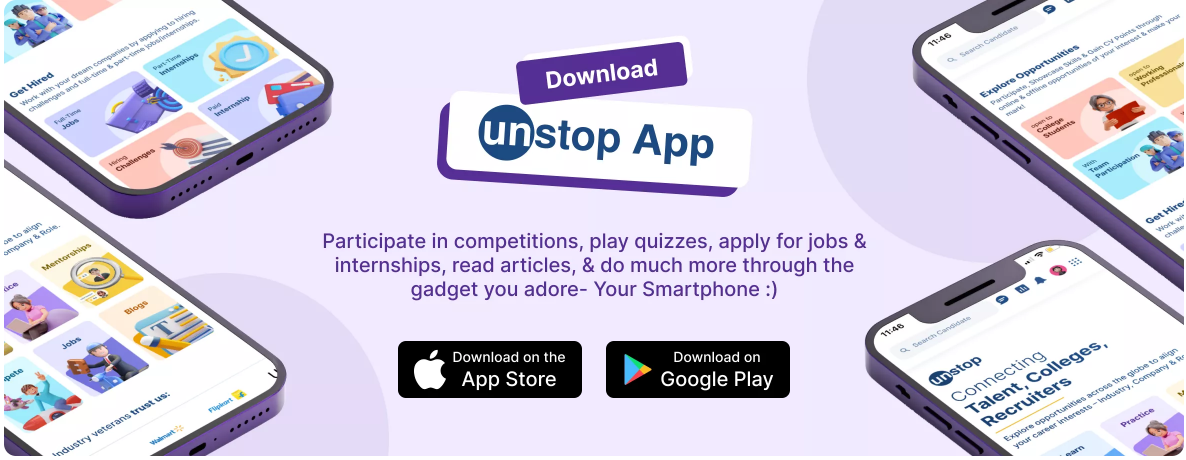 Download
unstop App
Participate in competitions, play quizzes, apply for jobs &
internships, read articles, & do much more through the
gadget you adore- Your Smartphone :)
Download on the
App Store
Download on
Google Play
Get Hired
Work with your dream companies by applying to hiring
challenges and full-time & part-time jobs/internships.
Part-Time
Internships
Full-Time
Jobs
Paid
Internship
Hiring
Challenges
be to align
ompany & Role.
Mentorships
Blogs
Jobs
Industry veterans trust us:
Walmart
Flipkart
11:46
Search Candidate
Explore Opportunities
Participate, Showcase Skills & Gain CV Points through
online & offline opportunities of your interest & make your
mark!
open to
College
Students
open to
Working
Professionals
With
Team
Participation
Get Hired
Work wi
11:46
Search Candidate
unstop
Connecting
Talent, Colleges,
Recruiters
Explore opportunities across the globe to align
your career interests – Industry, Company & Ro
Practice